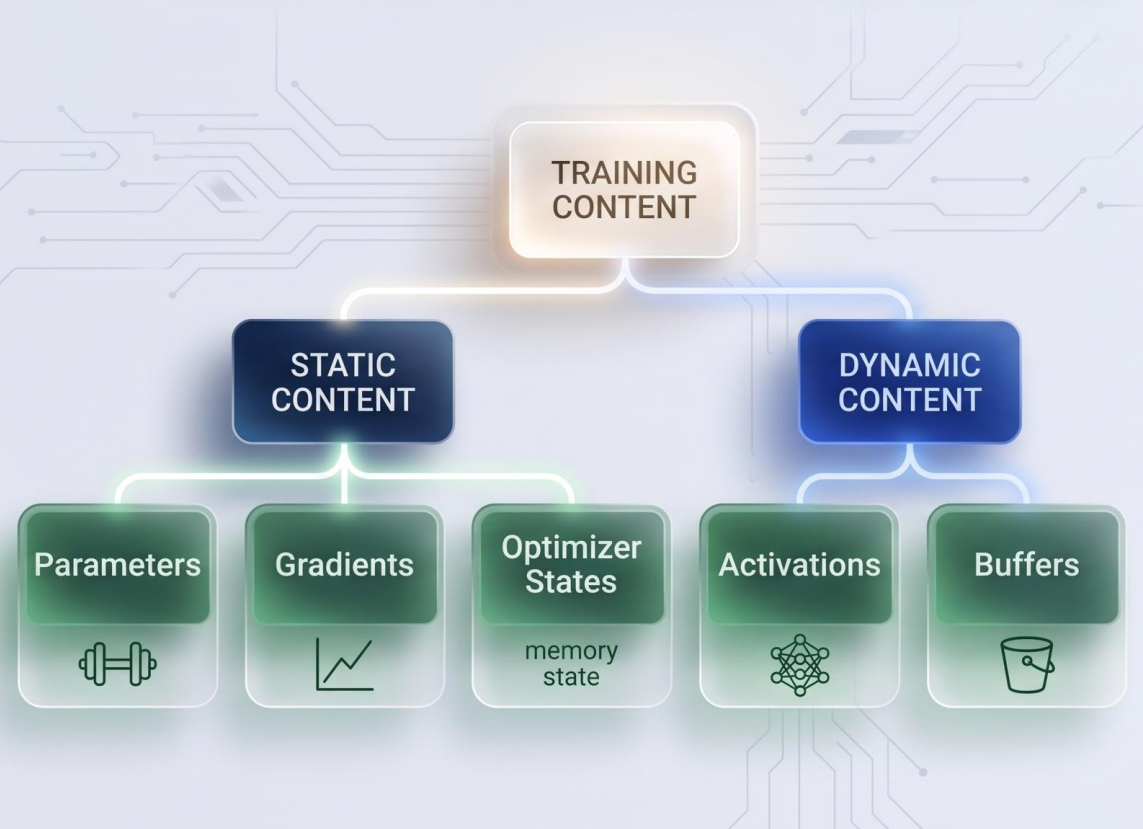 TRAINING
CONTENT
STATIC
CONTENT
DYNAMIC
CONTENT
Parameters
Gradients
Optimizer
States
memory
state
Activations
Buffers